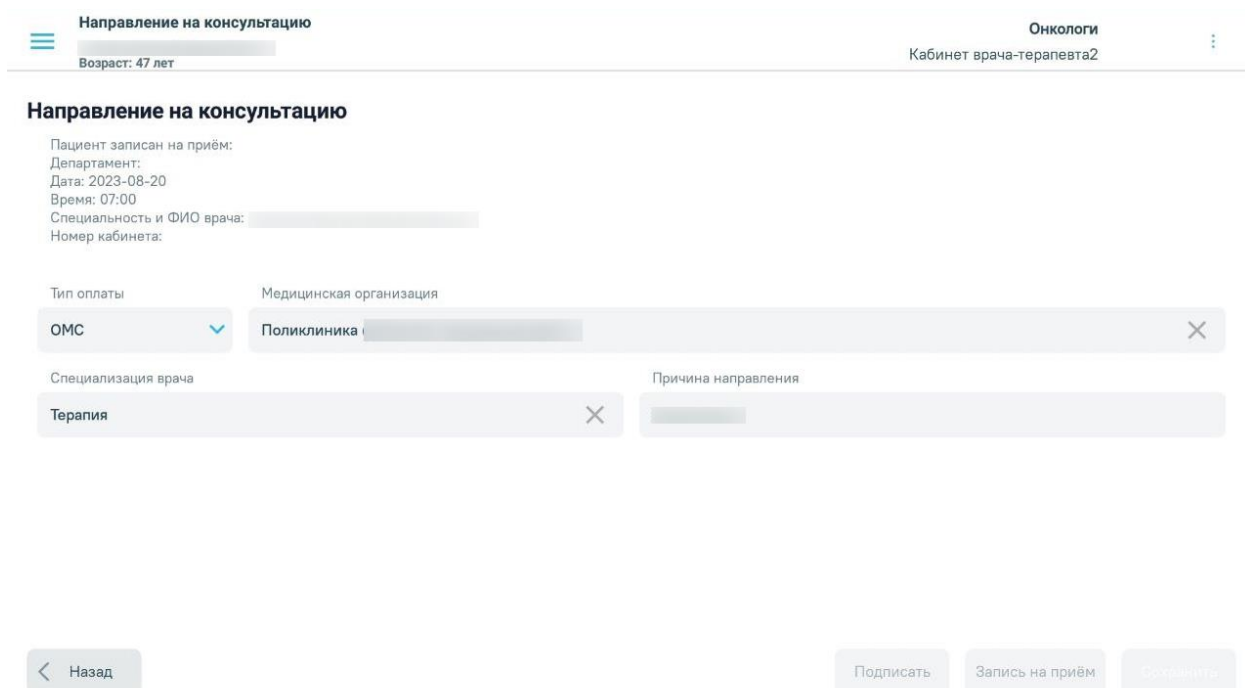 Направление на консультацию
Возраст: 47 лет
Онкологи
Кабинет врача-терапевта2
Направление на консультацию
Пациент записан на приём:
Департамент:
Дата: 2023-08-20
Время: 07:00
Специальность и ФИО врача:
Номер кабинета:
Тип оплаты Медицинская организация
ОМС Поликлиника
Специализация врача Причина направления
Терапия
Назад Подписать Запись на приём Сохранить